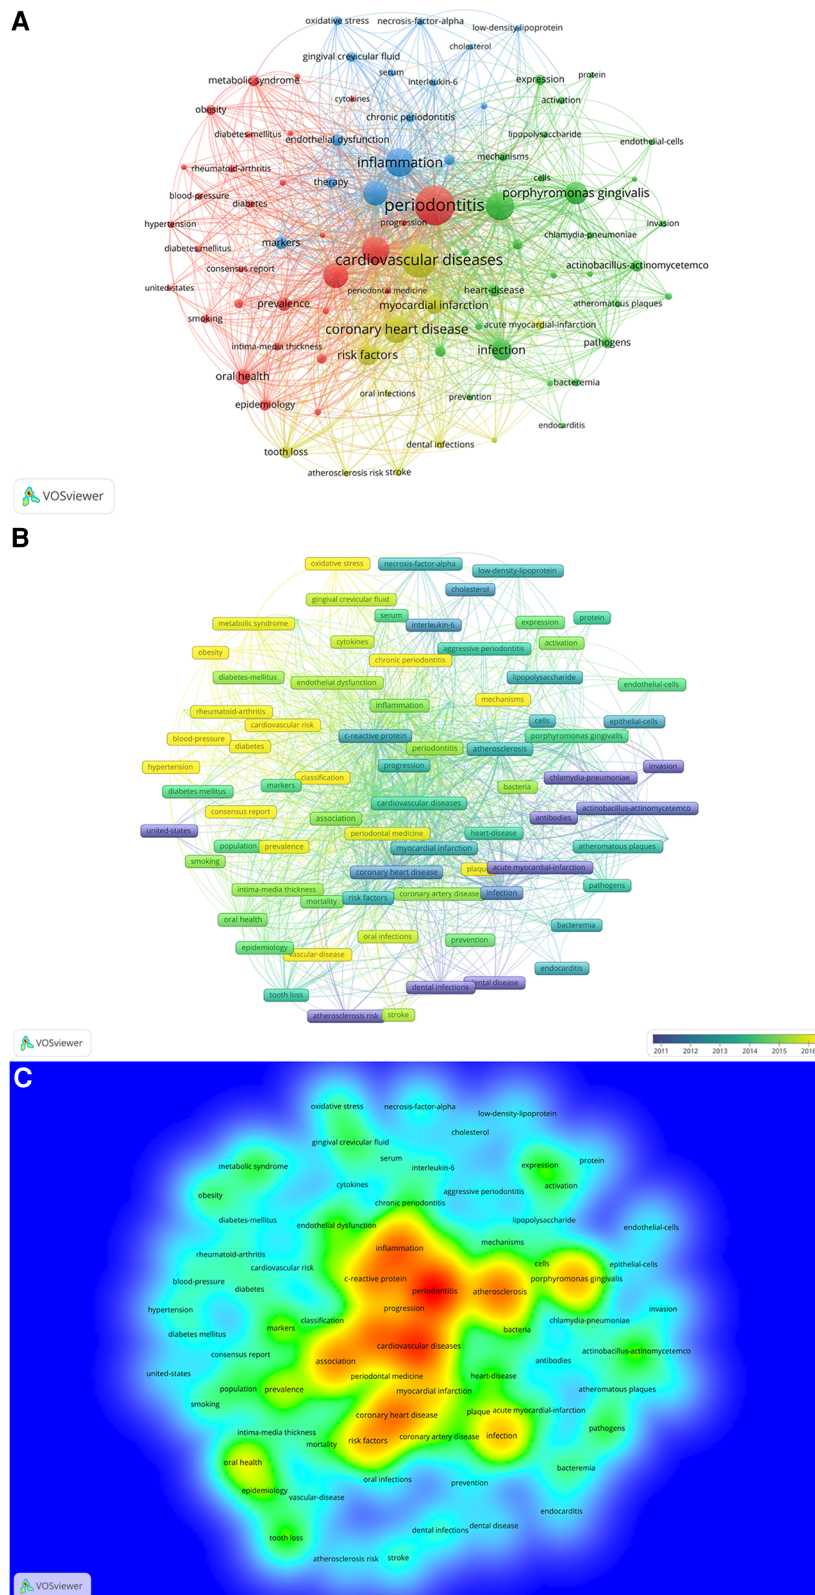 A
oxidative stress
necrosis-factor-alpha
low-density-lipoprotein
cholesterol
gingival crevicular fluid
serum
interleukin-6
expression
protein
metabolic syndrome
cytokines
activation
obesity
chronic periodontitis
diabetes-mellitus
endothelial dysfunction
lipopolysaccharide
endothelial-cells
inflammation
mechanisms
rheumatoid-arthritis
therapy
cells
blood-pressure
diabetes
periodontitis
porphyromonas gingivalis
hypertension
progression
invasion
markers
chlamydia-pneumoniae
diabetes mellitus
cardiovascular diseases
consensus report
actinobacillus-actinomycetemco
united-states
periodontal medicine
heart-disease
smoking
prevalence
myocardial infarction
atheromatous plaques
coronary heart disease
acute myocardial-infarction
intima-media thickness
risk factors
infection
pathogens
oral health
oral infections
prevention
bacteremia
epidemiology
endocarditis
tooth loss
dental infections
atherosclerosis risk
stroke
VOSviewer
B
oxidative stress
necrosis-factor-alpha
low-density-lipoprotein
cholesterol
gingival crevicular fluid
serum
interleukin-6
expression
protein
metabolic syndrome
cytokines
aggressive periodontitis
activation
obesity
chronic periodontitis
diabetes-mellitus
endothelial dysfunction
lipopolysaccharide
endothelial-cells
inflammation
mechanisms
rheumatoid-arthritis
cardiovascular risk
cells
epithelial-cells
blood-pressure
diabetes
c-reactive protein
periodontitis
atherosclerosis
porphyromonas gingivalis
hypertension
classification
progression
chlamydia-pneumoniae
invasion
diabetes mellitus
markers
bacteria
consensus report
association
cardiovascular diseases
antibodies
actinobacillus-actinomycetemco
united-states
periodontal medicine
heart-disease
smoking
population
prevalence
myocardial infarction
atheromatous plaques
coronary heart disease
plaque
acute myocardial-infarction
intima-media thickness
mortality
risk factors
coronary artery disease
infection
pathogens
oral health
oral infections
prevention
bacteremia
epidemiology
vascular-disease
endocarditis
tooth loss
dental infections
dental disease
atherosclerosis risk
stroke
VOSviewer
2011 2012 2013 2014 2015 2016
C
oxidative stress
necrosis-factor-alpha
low-density-lipoprotein
cholesterol
gingival crevicular fluid
serum
interleukin-6
expression
protein
metabolic syndrome
cytokines
aggressive periodontitis
activation
obesity
chronic periodontitis
diabetes-mellitus
endothelial dysfunction
lipopolysaccharide
endothelial-cells
inflammation
mechanisms
rheumatoid-arthritis
cardiovascular risk
cells
epithelial-cells
blood-pressure
diabetes
c-reactive protein
periodontitis
atherosclerosis
porphyromonas gingivalis
hypertension
classification
progression
chlamydia-pneumoniae
invasion
diabetes mellitus
markers
bacteria
consensus report
association
cardiovascular diseases
antibodies
actinobacillus-actinomycetemco
united-states
periodontal medicine
heart-disease
smoking
population
prevalence
myocardial infarction
atheromatous plaques
coronary heart disease
plaque
acute myocardial-infarction
intima-media thickness
mortality
risk factors
coronary artery disease
infection
pathogens
oral health
oral infections
prevention
bacteremia
epidemiology
vascular-disease
endocarditis
tooth loss
dental infections
dental disease
atherosclerosis risk
stroke
VOSviewer